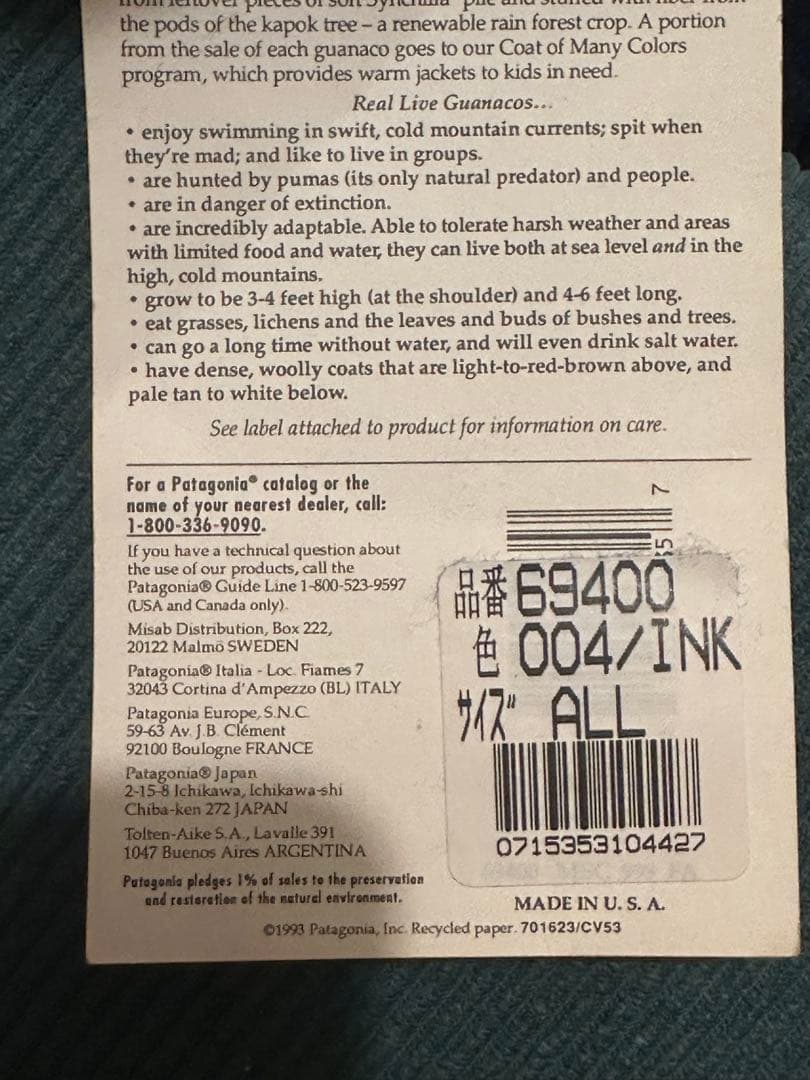 from leftover pieces of soft Synchilla® pile and stuffed with fiber from
the pods of the kapok tree – a renewable rain forest crop. A portion
from the sale of each guanaco goes to our Coat of Many Colors
program, which provides warm jackets to kids in need.
Real Live Guanacos...
• enjoy swimming in swift, cold mountain currents; spit when
they're mad; and like to live in groups.
• are hunted by pumas (its only natural predator) and people.
• are in danger of extinction.
• are incredibly adaptable. Able to tolerate harsh weather and areas
with limited food and water, they can live both at sea level and in the
high, cold mountains.
• grow to be 3-4 feet high (at the shoulder) and 4-6 feet long.
• eat grasses, lichens and the leaves and buds of bushes and trees.
• can go a long time without water, and will even drink salt water.
• have dense, woolly coats that are light-to-red-brown above, and
pale tan to white below.
See label attached to product for information on care.
For a Patagonia® catalog or the
name of your nearest dealer, call:
1-800-336-9090.
If you have a technical question about
the use of our products, call the
Patagonia® Guide Line 1-800-523-9597
(USA and Canada only).
Misab Distribution, Box 222,
20122 Malmö SWEDEN
Patagonia® Italia - Loc. Fiames 7
32043 Cortina d'Ampezzo (BL) ITALY
Patagonia Europe, S.N.C.
59-63 Av. J.B. Clément
92100 Boulogne FRANCE
Patagonia® Japan
2-15-8 Ichikawa, Ichikawa-shi
Chiba-ken 272 JAPAN
Tolten-Aike S.A., Lavalle 391
1047 Buenos Aires ARGENTINA
Patagonia pledges 1% of sales to the preservation
and restoration of the natural environment.
7
品番 69400
色 004/INK
サイズ ALL
0715353104427
MADE IN U. S. A.
©1993 Patagonia, Inc. Recycled paper. 701623/CV53